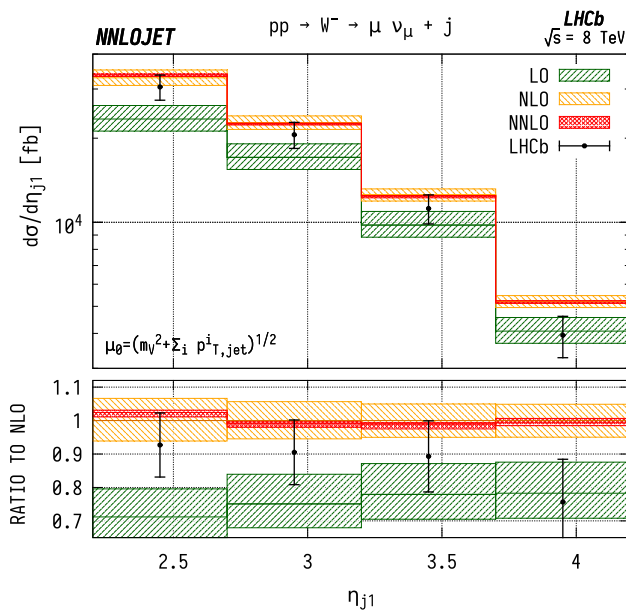 NNLOJET pp → W⁻ → μ ν_μ + j LHCb
√s = 8 TeV
LO
NLO
NNLO
LHCb
dσ/dη_j1 [fb]
10⁴
μ₀=(m_V²+Σ_i p^i_T,jet)^1/2
RATIO TO NLO
1.1
1
0.9
0.8
0.7
2.5 3 3.5 4
η_j1